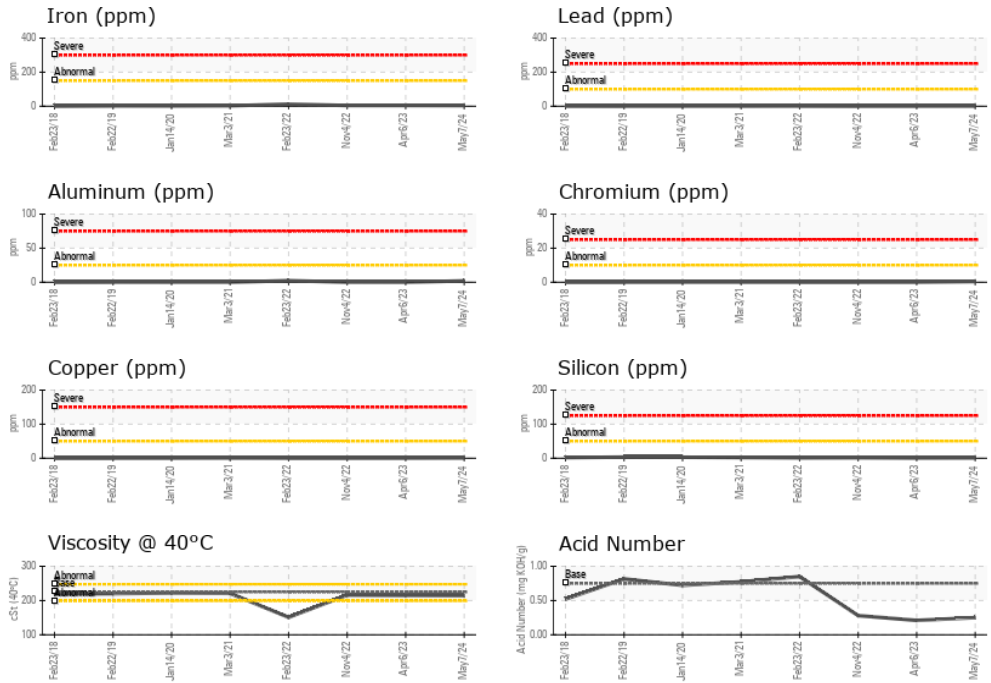 Iron (ppm)
400
Severe
200
Abnormal
0
ppm
Feb23/18
Feb22/19
Jan14/20
Mar3/21
Feb23/22
Nov4/22
Apr6/23
May7/24
Lead (ppm)
400
Severe
200
Abnormal
0
ppm
Feb23/18
Feb22/19
Jan14/20
Mar3/21
Feb23/22
Nov4/22
Apr6/23
May7/24
Aluminum (ppm)
100
Severe
50
Abnormal
0
ppm
Feb23/18
Feb22/19
Jan14/20
Mar3/21
Feb23/22
Nov4/22
Apr6/23
May7/24
Chromium (ppm)
40
Severe
20
Abnormal
0
ppm
Feb23/18
Feb22/19
Jan14/20
Mar3/21
Feb23/22
Nov4/22
Apr6/23
May7/24
Copper (ppm)
200
Severe
100
Abnormal
0
ppm
Feb23/18
Feb22/19
Jan14/20
Mar3/21
Feb23/22
Nov4/22
Apr6/23
May7/24
Silicon (ppm)
200
Severe
100
Abnormal
0
ppm
Feb23/18
Feb22/19
Jan14/20
Mar3/21
Feb23/22
Nov4/22
Apr6/23
May7/24
Viscosity @ 40°C
300
Abnormal
Base
200
Abnormal
100
cSt (40°C)
Feb23/18
Feb22/19
Jan14/20
Mar3/21
Feb23/22
Nov4/22
Apr6/23
May7/24
Acid Number
1.00
Base
0.50
0.00
Acid Number (mg KOH/g)
Feb23/18
Feb22/19
Jan14/20
Mar3/21
Feb23/22
Nov4/22
Apr6/23
May7/24